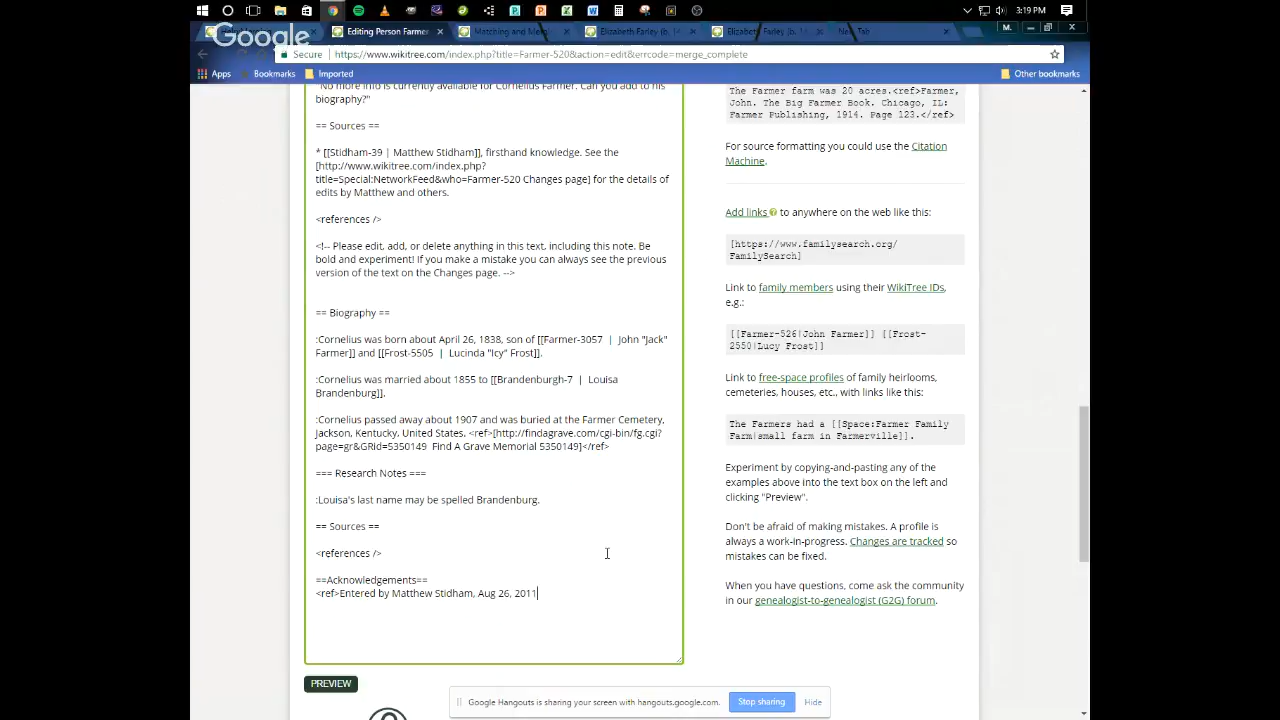 3:19 PM
Google
Editing Person Farmer
Matching and Mer
Elizabeth Farley (b. 14
Elizabeth Farley (b. 1
New Tab
M.
Secure
https://www.wikitree.com/index.php?title=Farmer-520&action=edit&errcode=merge_complete
Apps
Bookmarks
Imported
Other bookmarks
"No more info is currently available for Cornelius Farmer. Can you add to his
biography?"
== Sources ==
* [[Stidham-39 | Matthew Stidham]], firsthand knowledge. See the
[http://www.wikitree.com/index.php?
title=Special:NetworkFeed&who=Farmer-520 Changes page] for the details of
edits by Matthew and others.
<references />
<!-- Please edit, add, or delete anything in this text, including this note. Be
bold and experiment! If you make a mistake you can always see the previous
version of the text on the Changes page. -->
== Biography ==
:Cornelius was born about April 26, 1838, son of [[Farmer-3057 | John "Jack"
Farmer]] and [[Frost-5505 | Lucinda "Icy" Frost]].
:Cornelius was married about 1855 to [[Brandenburgh-7 | Louisa
Brandenburg]].
:Cornelius passed away about 1907 and was buried at the Farmer Cemetery,
Jackson, Kentucky, United States. <ref>[http://findagrave.com/cgi-bin/fg.cgi?
page=gr&GRid=5350149 Find A Grave Memorial 5350149]</ref>
=== Research Notes ===
:Louisa's last name may be spelled Brandenburg.
== Sources ==
<references />
==Acknowledgements==
<ref>Entered by Matthew Stidham, Aug 26, 2011
PREVIEW
The Farmer farm was 20 acres.<ref>Farmer,
John. The Big Farmer Book. Chicago, IL:
Farmer Publishing, 1914. Page 123.</ref>
For source formatting you could use the Citation
Machine.
Add links ? to anywhere on the web like this:
[https://www.familysearch.org/
FamilySearch]
Link to family members using their WikiTree IDs,
e.g.:
[[Farmer-526|John Farmer]] [[Frost-
2550|Lucy Frost]]
Link to free-space profiles of family heirlooms,
cemeteries, houses, etc., with links like this:
The Farmers had a [[Space:Farmer Family
Farm|small farm in Farmerville]].
Experiment by copying-and-pasting any of the
examples above into the text box on the left and
clicking "Preview".
Don't be afraid of making mistakes. A profile is
always a work-in-progress. Changes are tracked so
mistakes can be fixed.
When you have questions, come ask the community
in our genealogist-to-genealogist (G2G) forum.
Google Hangouts is sharing your screen with hangouts.google.com.
Stop sharing
Hide